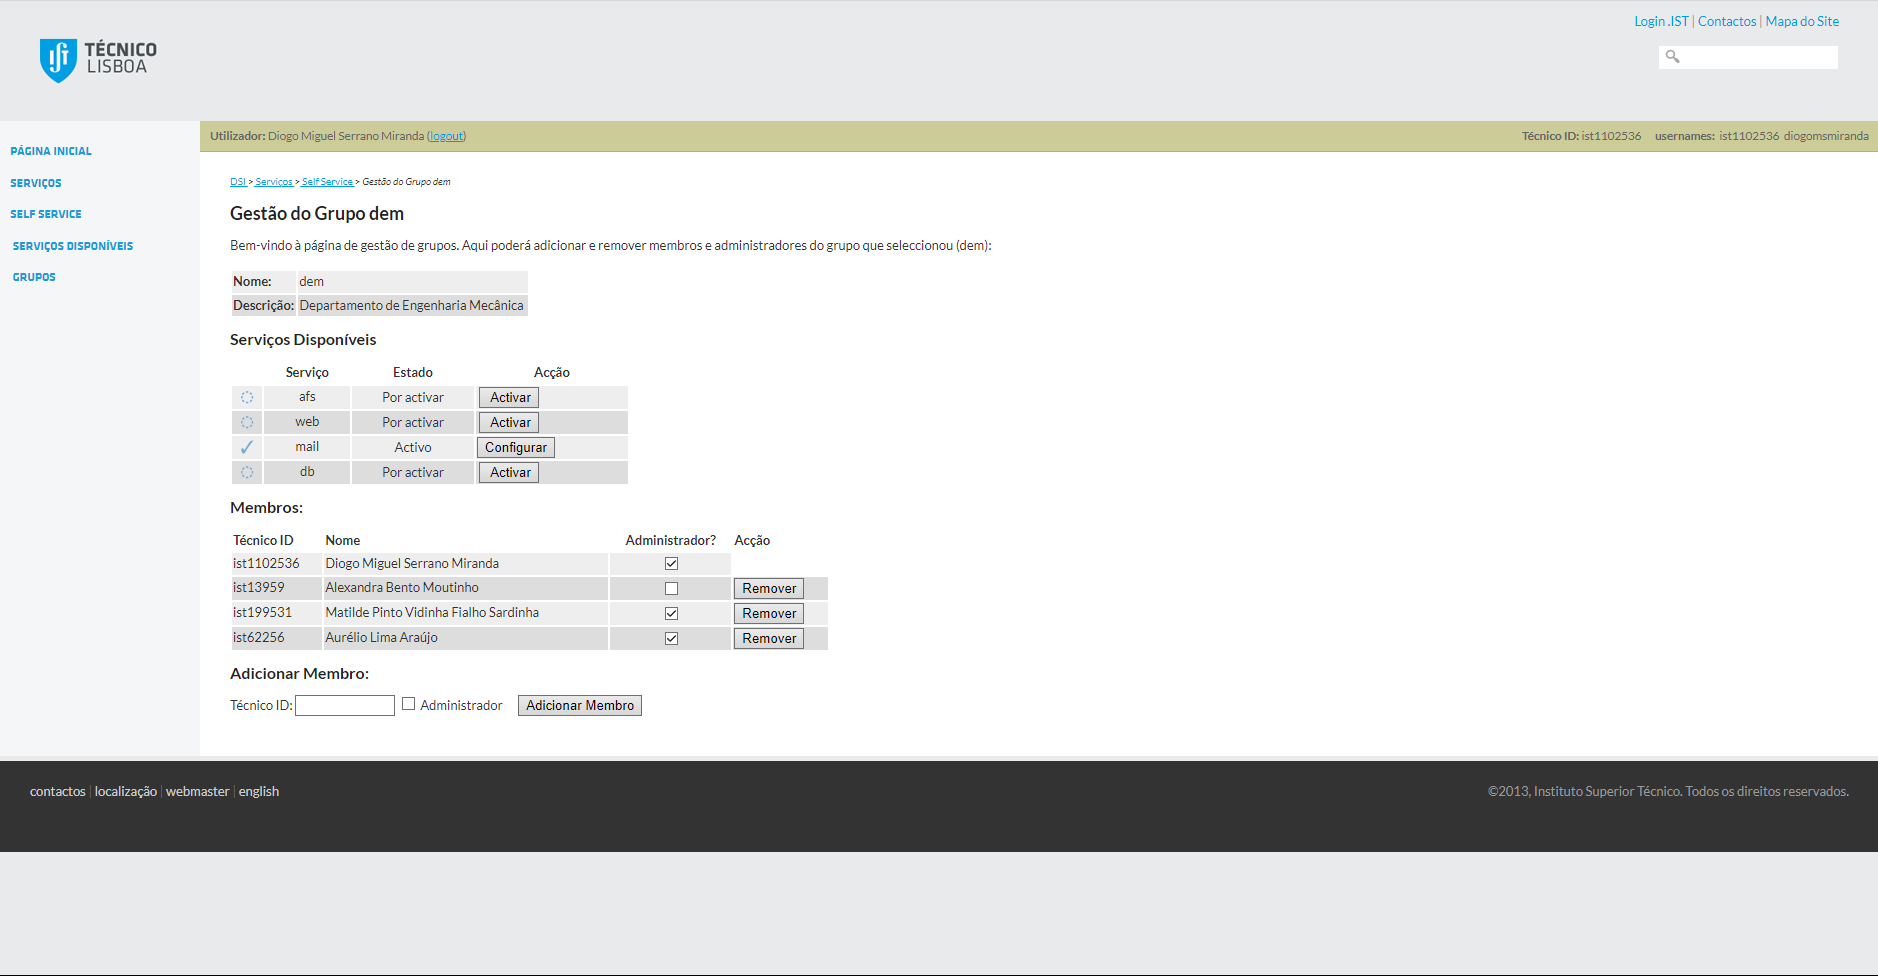 Login .IST | Contactos | Mapa do Site
TÉCNICO
LISBOA
PÁGINA INICIAL
SERVIÇOS
SELF SERVICE
SERVIÇOS DISPONÍVEIS
GRUPOS
Utilizador: Diogo Miguel Serrano Miranda (logout)
Técnico ID: ist1102536 usernames: ist1102536 diogomsmiranda
DSI > Serviços > Self Service > Gestão do Grupo dem
Gestão do Grupo dem
Bem-vindo à página de gestão de grupos. Aqui poderá adicionar e remover membros e administradores do grupo que seleccionou (dem):
Nome: dem
Descrição: Departamento de Engenharia Mecânica
Serviços Disponíveis
Serviço Estado Acção
afs Por activar Activar
web Por activar Activar
mail Activo Configurar
db Por activar Activar
Membros:
Técnico ID Nome Administrador? Acção
ist1102536 Diogo Miguel Serrano Miranda
ist13959 Alexandra Bento Moutinho Remover
ist199531 Matilde Pinto Vidinha Fialho Sardinha Remover
ist62256 Aurélio Lima Araújo Remover
Adicionar Membro:
Técnico ID: Administrador Adicionar Membro
contactos | localização | webmaster | english
©2013, Instituto Superior Técnico. Todos os direitos reservados.